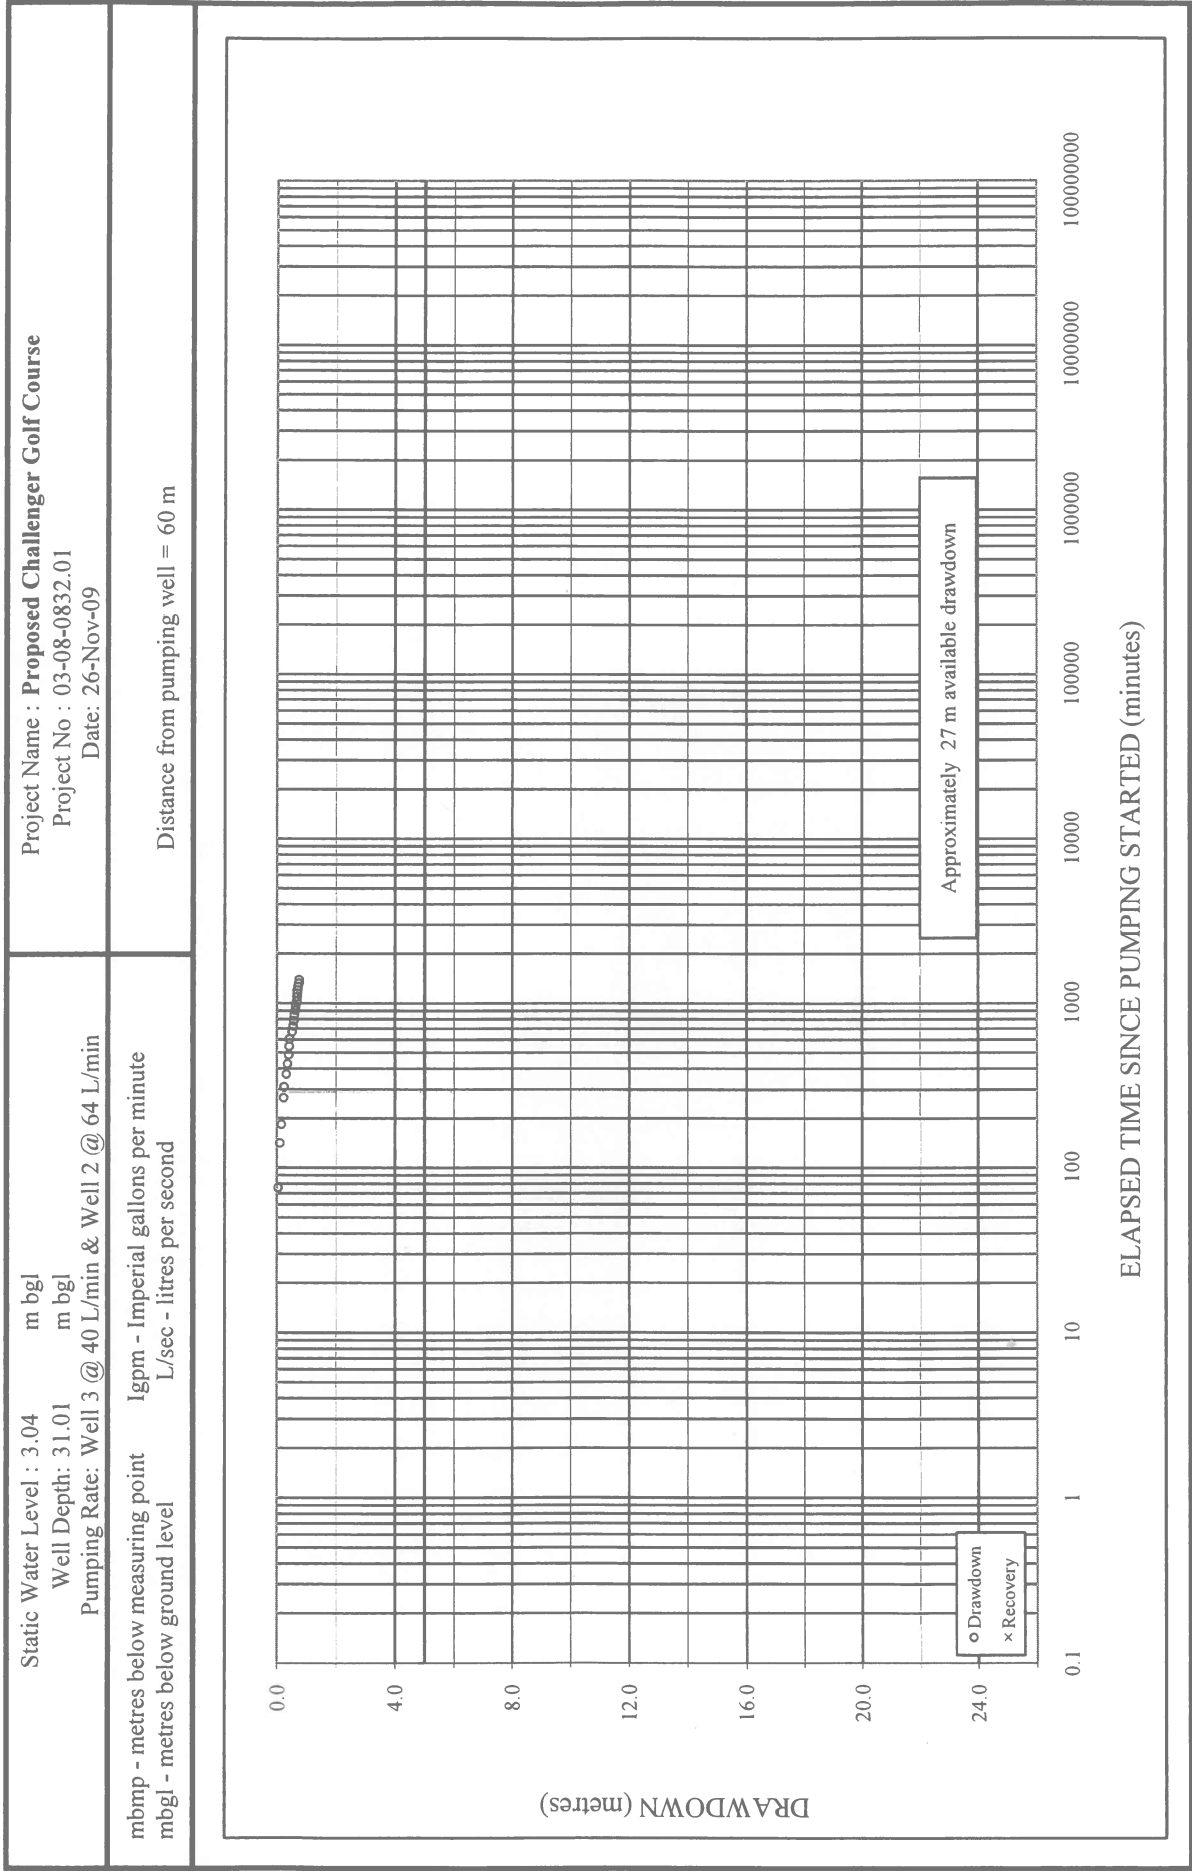 Static Water Level : 3.04 m bgl
Well Depth: 31.01 m bgl
Pumping Rate: Well 3 @ 40 L/min & Well 2 @ 64 L/min
Project Name : Proposed Challenger Golf Course
Project No : 03-08-0832.01
Date: 26-Nov-09
mbmp - metres below measuring point Igpm - Imperial gallons per minute
mbgl - metres below ground level L/sec - litres per second
Distance from pumping well = 60 m
DRAWDOWN (metres)
0.0
4.0
8.0
12.0
16.0
20.0
24.0
Drawdown
× Recovery
Approximately 27 m available drawdown
0.1 1 10 100 1000 10000 100000 1000000 10000000 100000000
ELAPSED TIME SINCE PUMPING STARTED (minutes)